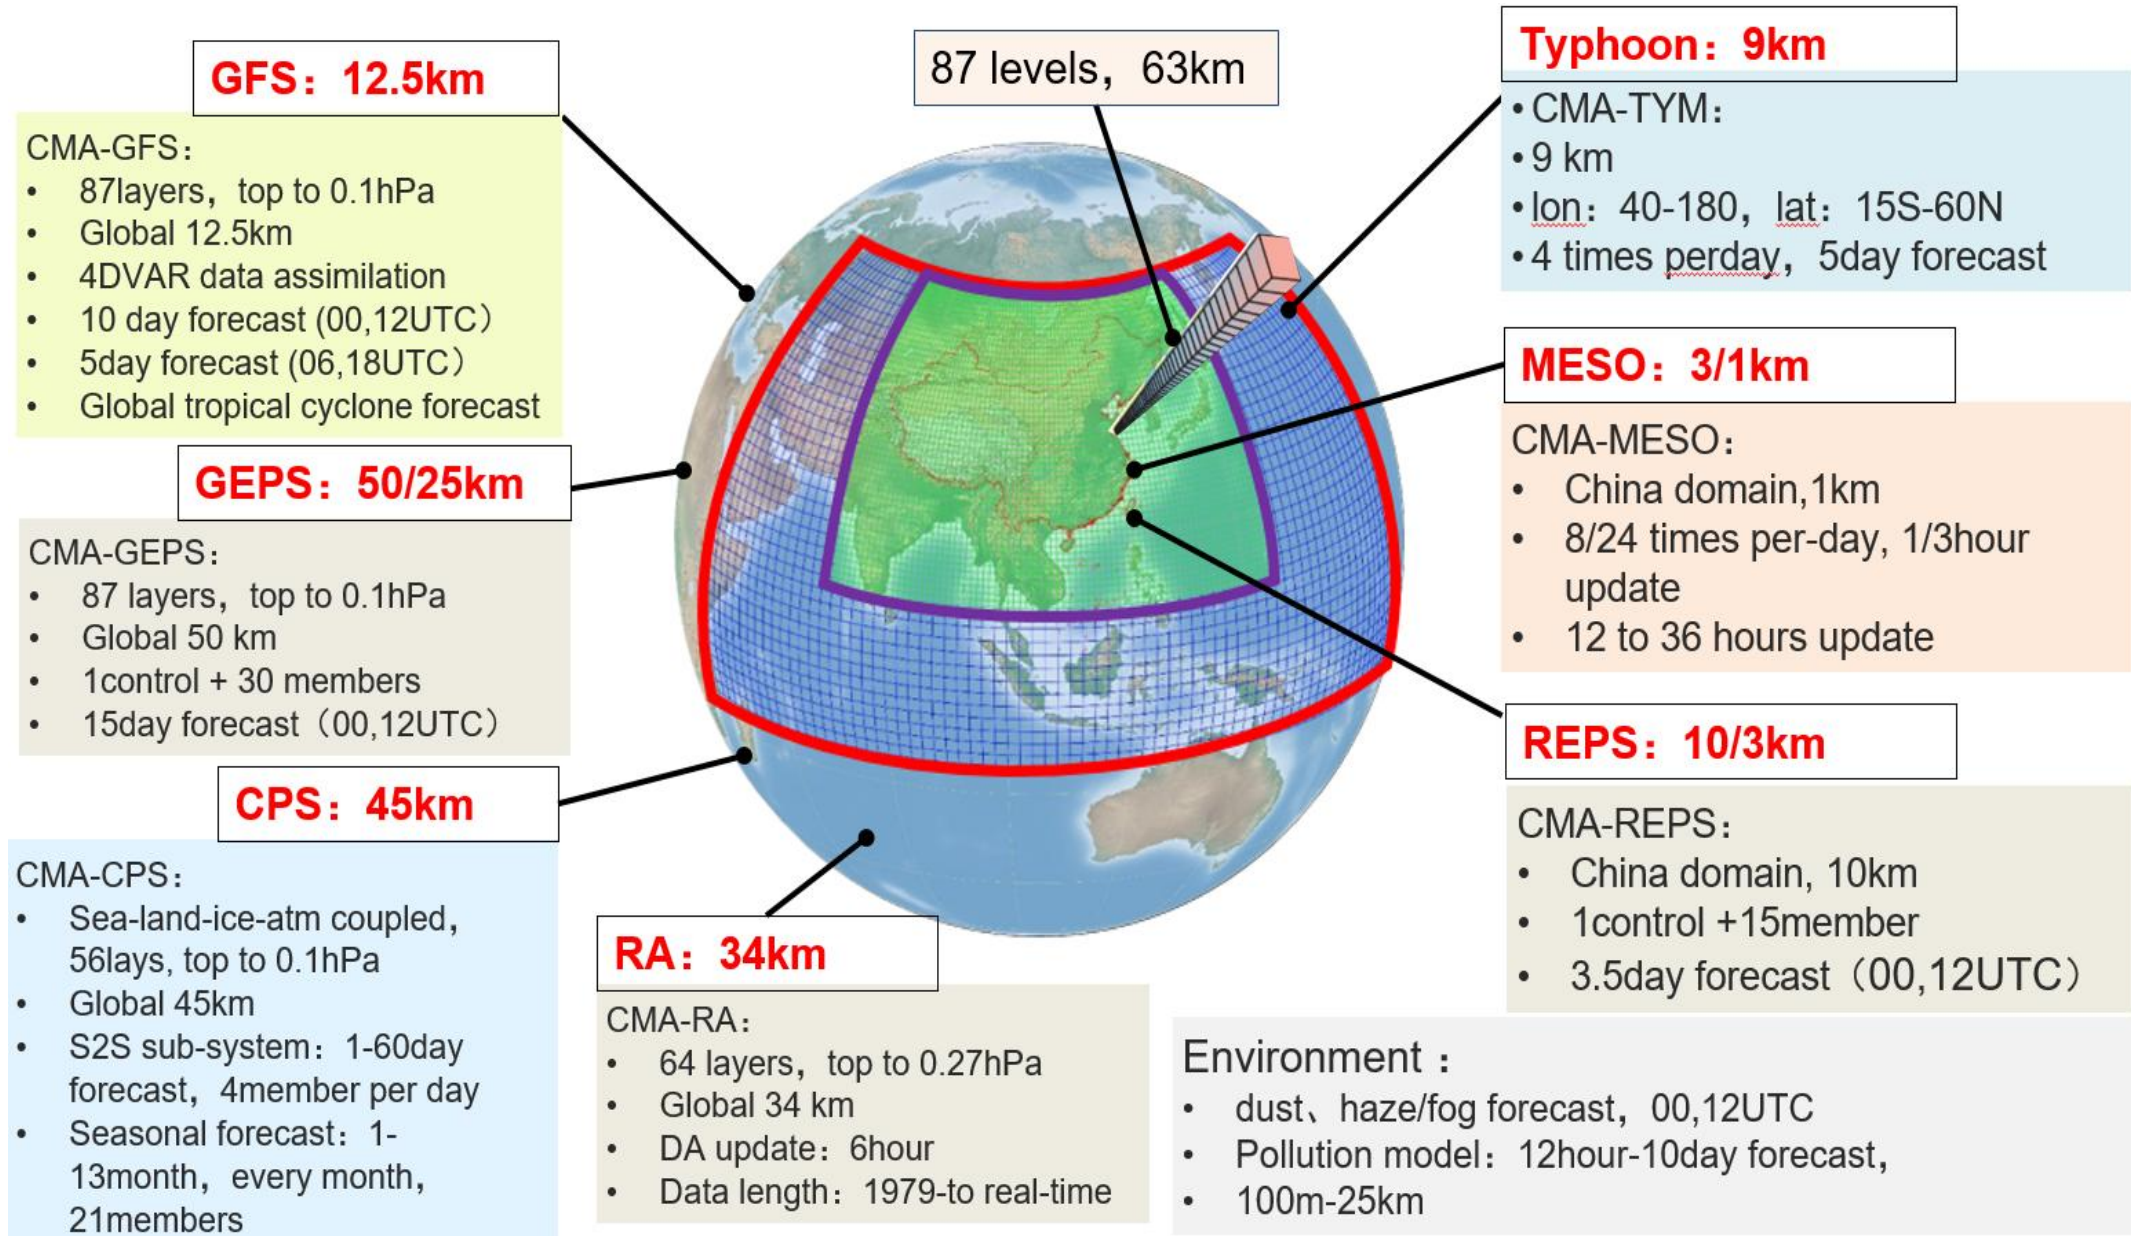 GFS：12.5km
CMA-GFS：
• 87layers，top to 0.1hPa
• Global 12.5km
• 4DVAR data assimilation
• 10 day forecast (00,12UTC）
• 5day forecast (06,18UTC）
• Global tropical cyclone forecast
GEPS：50/25km
CMA-GEPS：
• 87 layers，top to 0.1hPa
• Global 50 km
• 1control + 30 members
• 15day forecast（00,12UTC）
CPS：45km
CMA-CPS：
• Sea-land-ice-atm coupled，
56lays, top to 0.1hPa
• Global 45km
• S2S sub-system：1-60day
forecast，4member per day
• Seasonal forecast：1-
13month，every month，
21members
87 levels，63km
RA：34km
CMA-RA：
• 64 layers，top to 0.27hPa
• Global 34 km
• DA update：6hour
• Data length：1979-to real-time
Typhoon：9km
• CMA-TYM：
• 9 km
• lon：40-180，lat：15S-60N
• 4 times perday，5day forecast
MESO：3/1km
CMA-MESO：
• China domain,1km
• 8/24 times per-day, 1/3hour
update
• 12 to 36 hours update
REPS：10/3km
CMA-REPS：
• China domain, 10km
• 1control +15member
• 3.5day forecast（00,12UTC）
Environment：
• dust、haze/fog forecast，00,12UTC
• Pollution model：12hour-10day forecast，
• 100m-25km